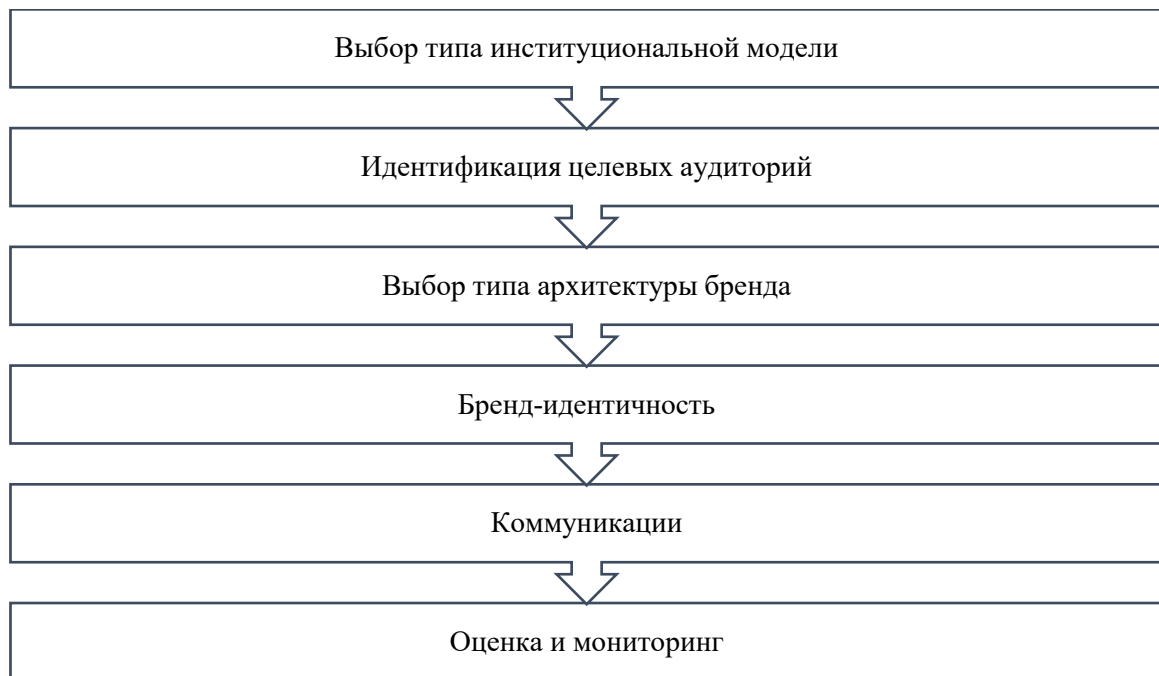 Выбор типа институциональной модели
Идентификация целевых аудиторий
Выбор типа архитектуры бренда
Бренд-идентичность
Коммуникации
Оценка и мониторинг